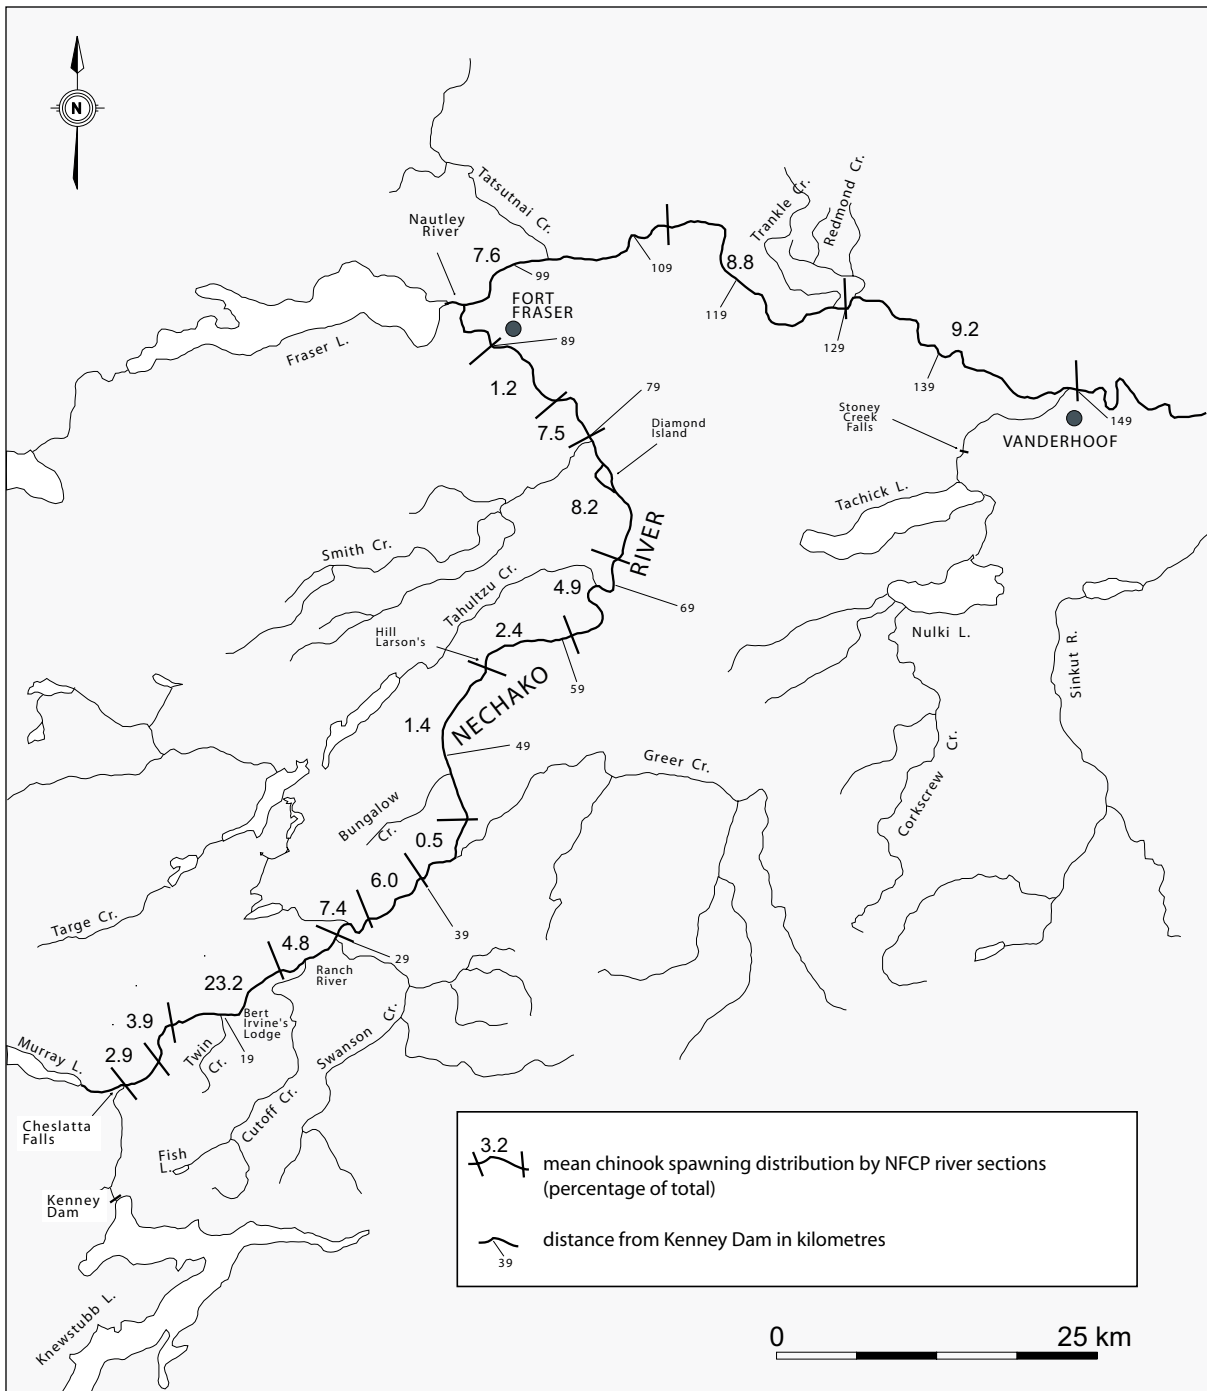 N
Tatsutnai Cr.
Nautley
River
Trankle Cr.
Redmond Cr.
7.6
99
109
8.8
119
FORT
FRASER
Fraser L.
89
129
9.2
139
1.2
79
7.5
Diamond
Island
Stoney
Creek
Falls
149
VANDERHOOF
Tachick L.
8.2
RIVER
Smith Cr.
Tahultzu Cr.
4.9
69
Hill
Larson's
2.4
59
Nulki L.
Sinkut R.
NECHAKO
1.4
49
Greer Cr.
Bungalow
Cr.
Corkscrew
Cr.
0.5
6.0
39
7.4
Targe Cr.
4.8
29
Ranch
River
23.2
Bert
Irvine's
Lodge
3.9
19
Twin
Cr.
Swanson Cr.
Murray L.
2.9
Cheslatta
Falls
Cutoff Cr.
Fish
L.
Kenney
Dam
Knewstubb L.
3.2
mean chinook spawning distribution by NFCP river sections
(percentage of total)
distance from Kenney Dam in kilometres
39
0 25 km